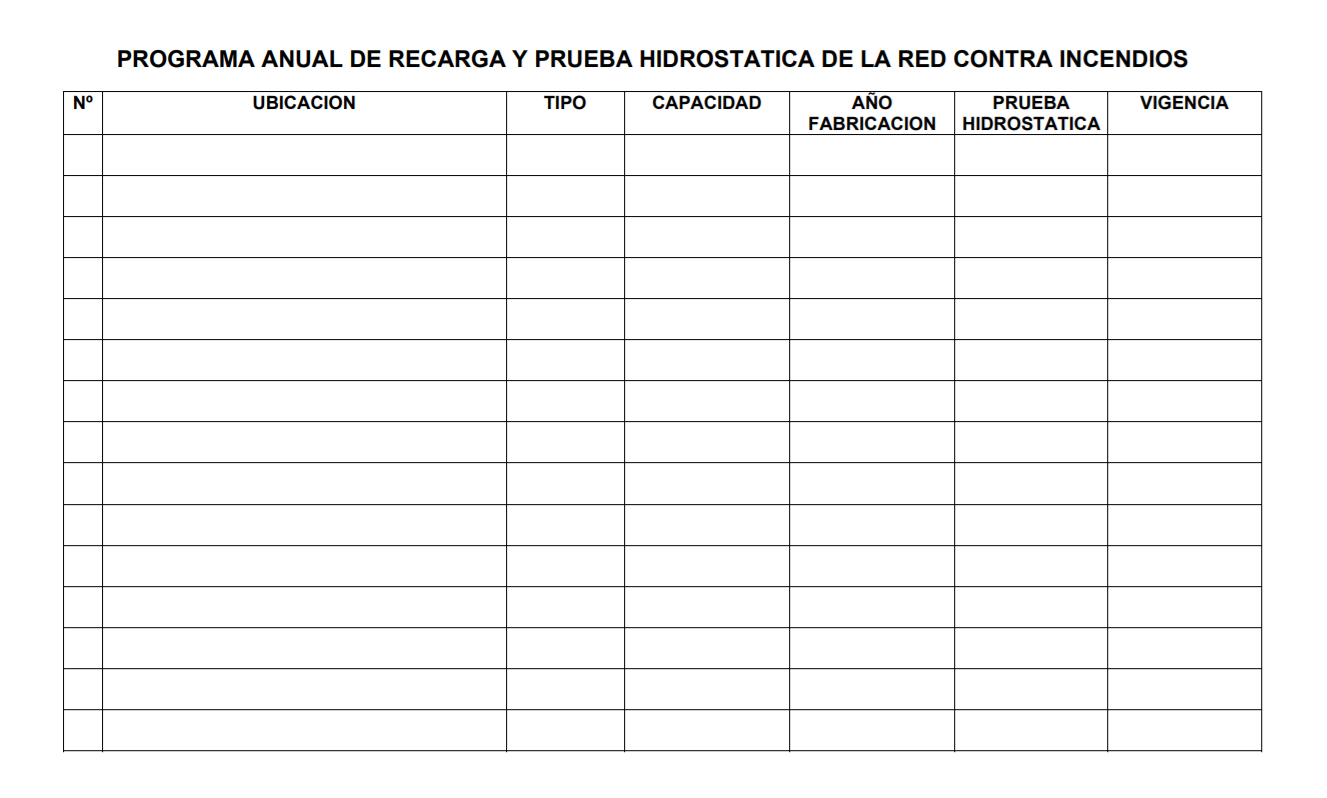 PROGRAMA ANUAL DE RECARGA Y PRUEBA HIDROSTATICA DE LA RED CONTRA INCENDIOS
Nº UBICACION TIPO CAPACIDAD AÑO FABRICACION PRUEBA HIDROSTATICA VIGENCIA